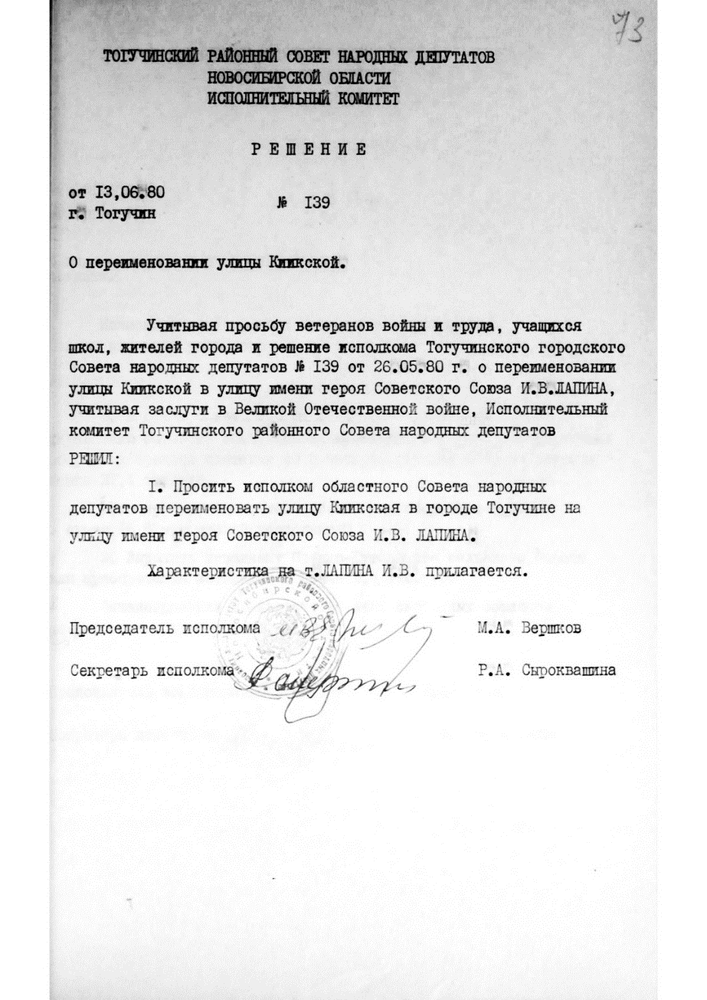 73
ТОГУЧИНСКИЙ РАЙОННЫЙ СОВЕТ НАРОДНЫХ ДЕПУТАТОВ
НОВОСИБИРСКОЙ ОБЛАСТИ
ИСПОЛНИТЕЛЬНЫЙ КОМИТЕТ
Р Е Ш Е Н И Е
от I3,06.80
№ I39
г. Тогучин
О переименовании улицы Киикской.
Учитывая просьбу ветеранов войны и труда, учащихся
школ, жителей города и решение исполкома Тогучинского городского
Совета народных депутатов № I39 от 26.05.80 г. о переименовании
улицы Киикской в улицу имени героя Советского Союза И.В.ЛАПИНА,
учитывая заслуги в Великой Отечественной войне, Исполнительный
комитет Тогучинского районного Совета народных депутатов
РЕШИЛ:
I. Просить исполком областного Совета народных
депутатов переименовать улицу Киикская в городе Тогучине на
улицу имени героя Советского Союза И.В. ЛАПИНА.
Характеристика на т.ЛАПИНА И.В. прилагается.
Председатель исполкома М.А. Вершков
Секретарь исполкома Р.А. Сыроквашина
Тогучинского районного